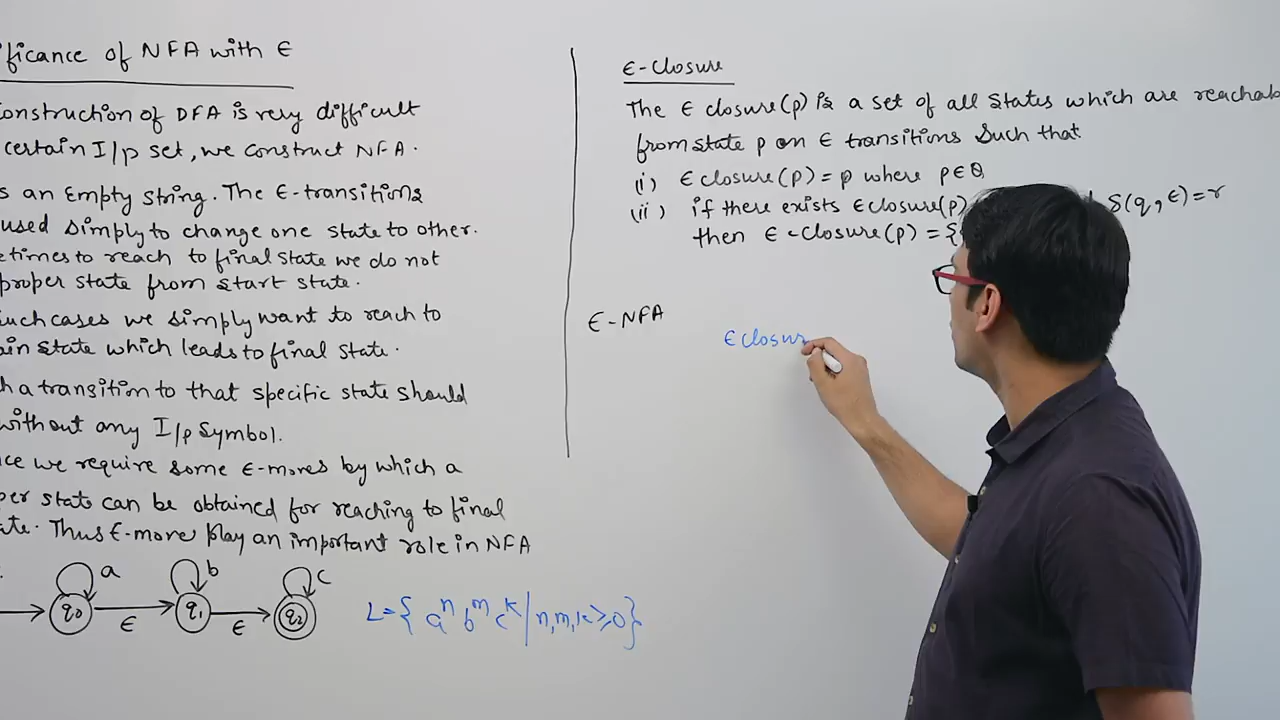 ificance of NFA with ϵ
Construction of DFA is very difficult
certain I/p set, we construct NFA.
s an Empty string. The ϵ-transitions
used simply to change one state to other.
etimes to reach to final state we do not
proper state from start state.
such cases we simply want to reach to
ain state which leads to final state.
h a transition to that specific state should
without any I/p symbol.
ce we require some ϵ-moves by which a
per state can be obtained for reaching to final
ate. Thus ϵ-move play an important role in NFA
a b c
q0 q1 q2
ϵ ϵ
L={ a^n b^m c^k | n,m,k ≥ 0}
ϵ-closure
The ϵ closure(p) is a set of all states which are reachab
from state p on ϵ transitions such that
(i) ϵ closure(p) = p where p∈Q
(ii) if there exists ϵ closure(p) δ(q, ϵ)=r
then ϵ-closure(p) = {
ϵ-NFA
ϵ closur